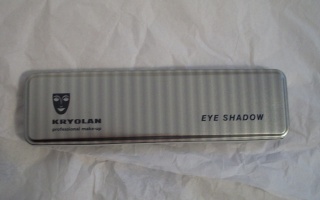 KRYOLAN
professional make-up
EYE SHADOW